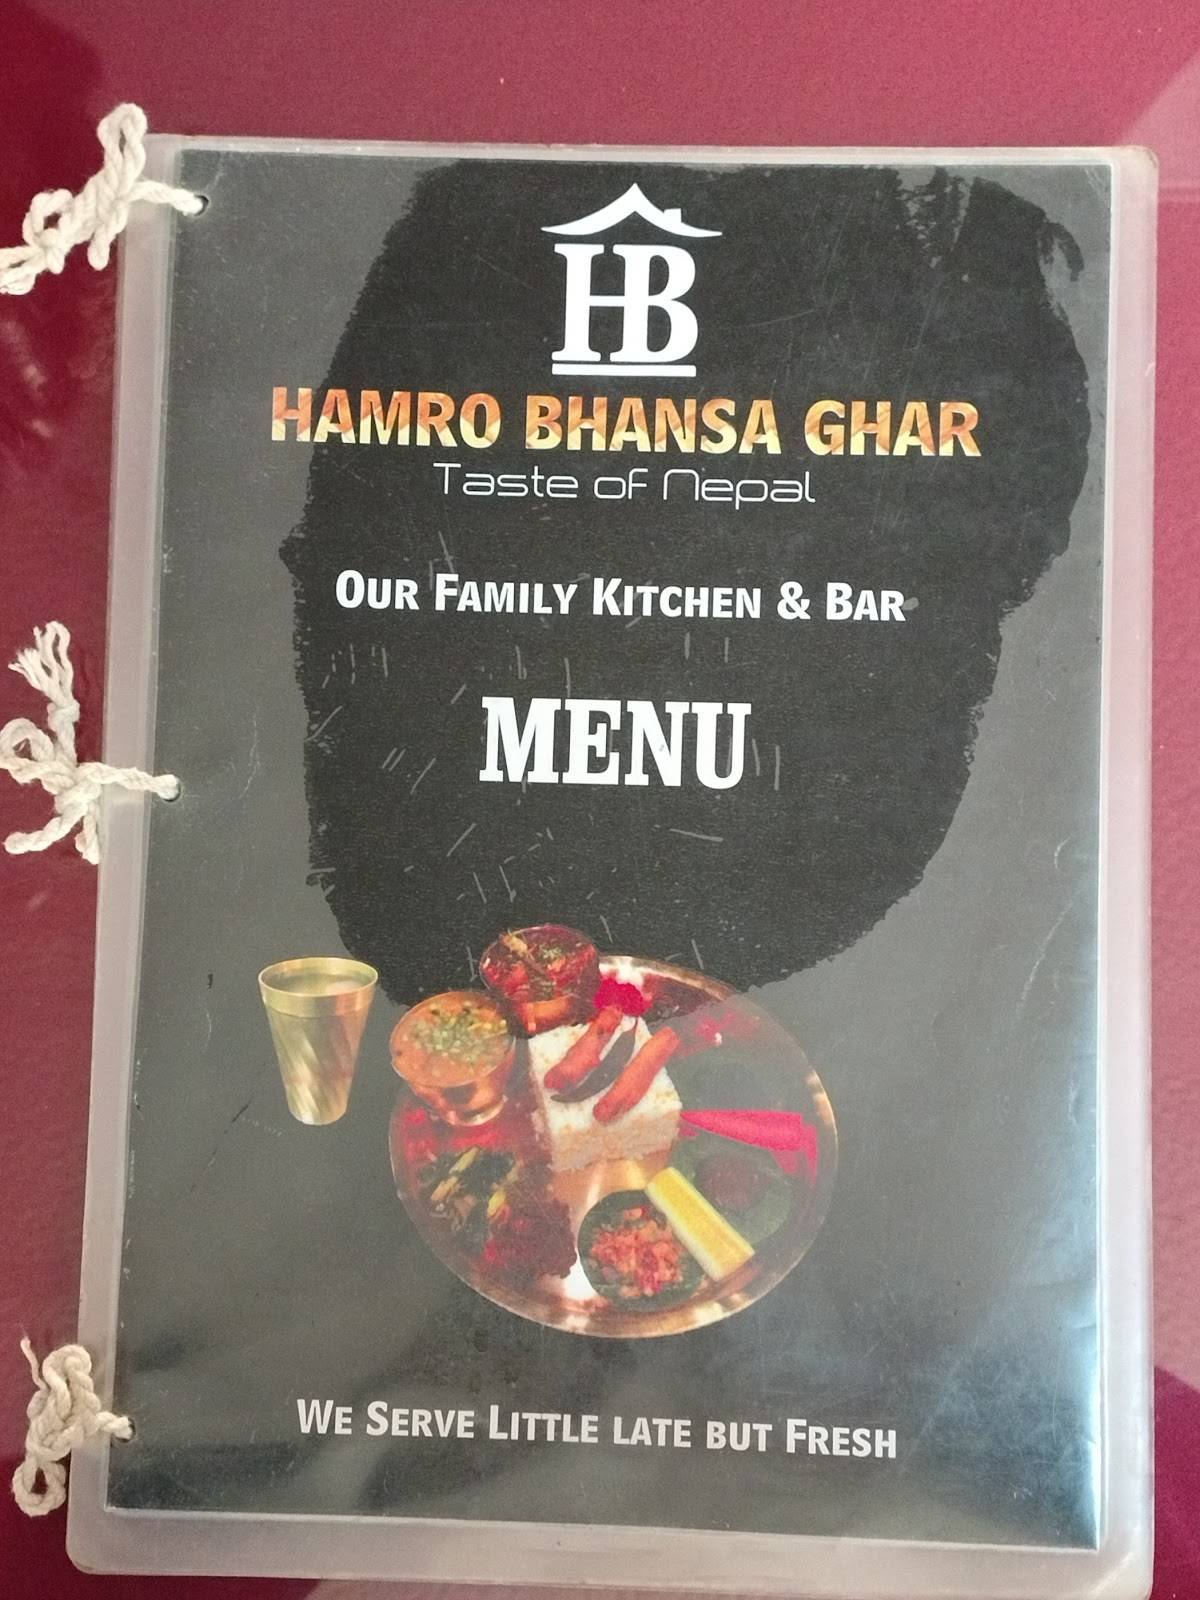 HB
HAMRO BHANSA GHAR
Taste of Nepal
OUR FAMILY KITCHEN & BAR
MENU
WE SERVE LITTLE LATE BUT FRESH